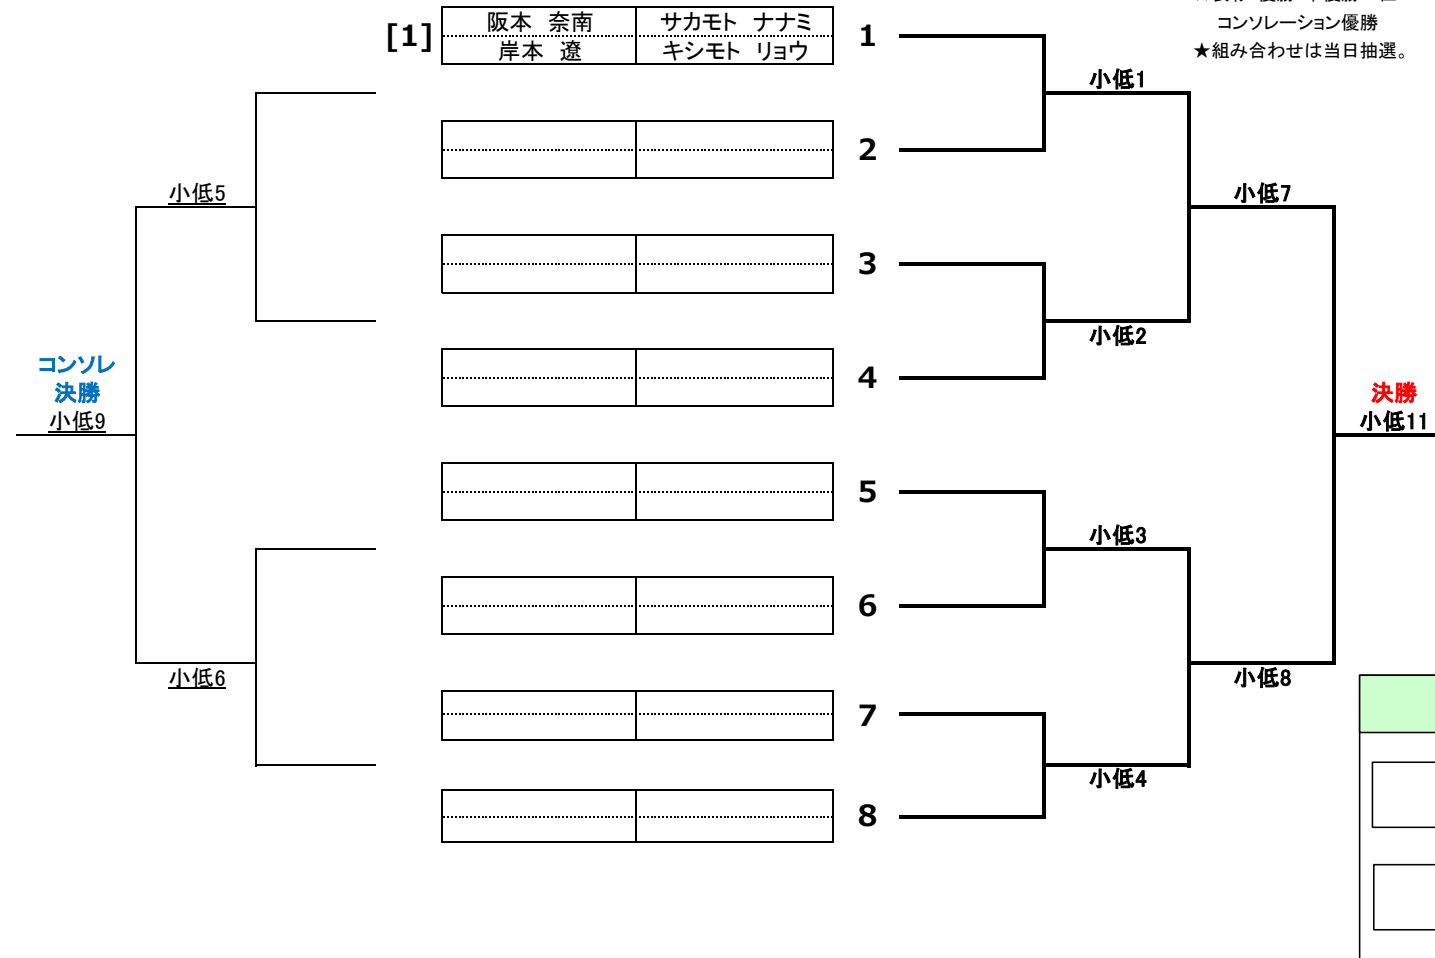 [1]
阪本　奈南
サカモト　ナナミ
岸本　遼
キシモト　リョウ
1
コンソレーション優勝
★組み合わせは当日抽選。
小低1
2
小低5
小低7
3
小低2
コンソレ
決勝
小低9
4
決勝
小低11
5
小低3
6
小低6
小低8
7
小低4
8